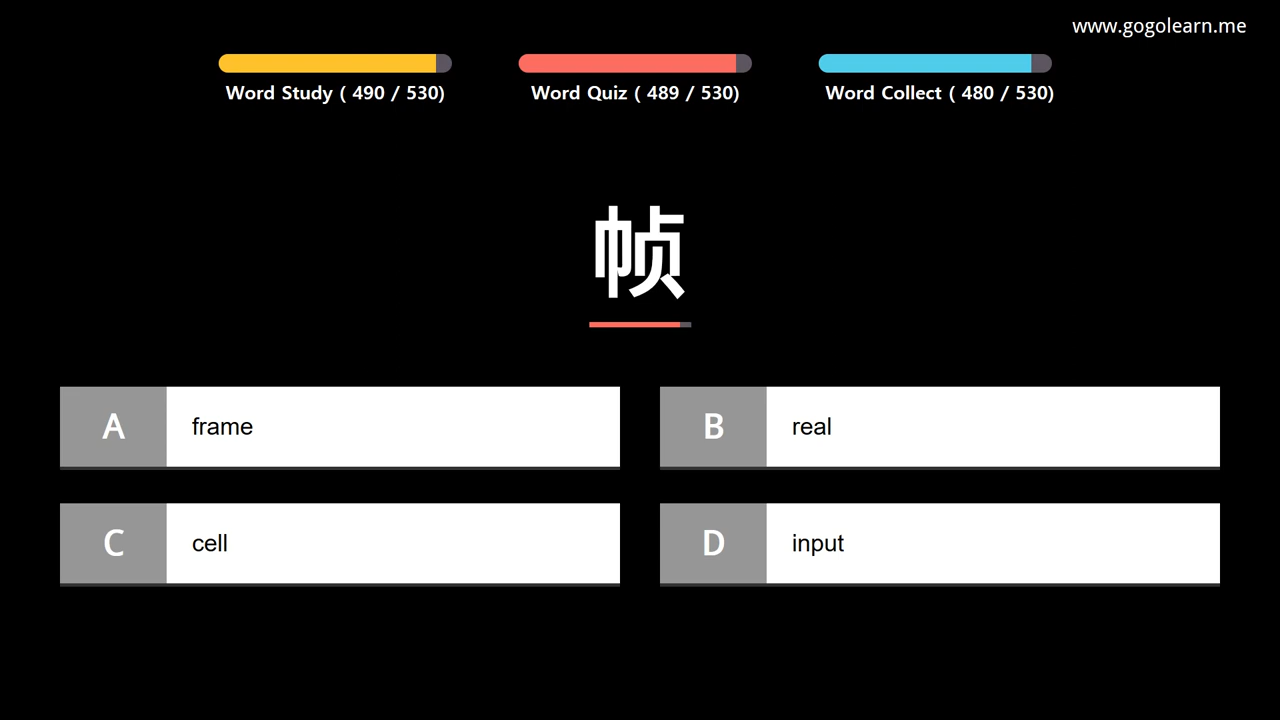 www.gogolearn.me
Word Study ( 490 / 530)
Word Quiz ( 489 / 530)
Word Collect ( 480 / 530)
帧
A frame
B real
C cell
D input